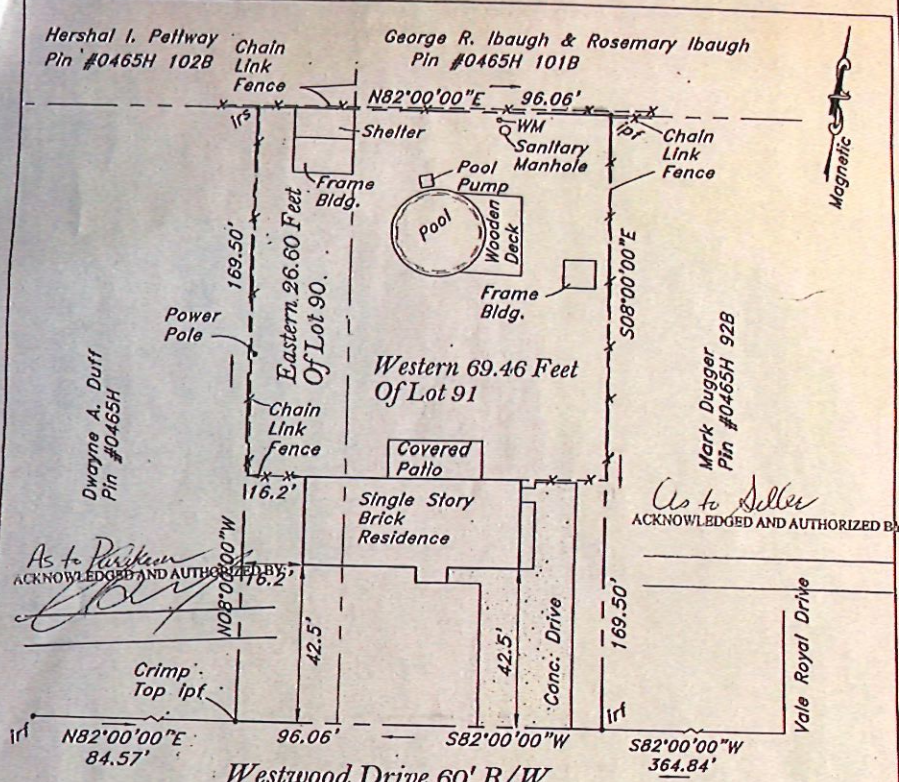 Hershal I. Pettway
Pin #0465H 102B
Chain
Link
Fence
George R. Ibaugh & Rosemary Ibaugh
Pin #0465H 101B
N82°00'00"E 96.06'
irs
Shelter
WM
Sanitary
Manhole
ipf
Chain
Link
Fence
Magnetic
Frame
Bldg.
Pool
Pump
Pool
Wooden
Deck
Frame
Bldg.
169.50'
Eastern 26.60 Feet
Of Lot 90
S08°00'00"E
Power
Pole
Western 69.46 Feet
Of Lot 91
Dwayne A. Duff
Pin #0465H
Mark Dugger
Pin #0465H 92B
Chain
Link
Fence
Covered
Patio
16.2'
Single Story
Brick
Residence
As to Seller
ACKNOWLEDGED AND AUTHORIZED B
As to
ACKNOWLEDGED AND AUTHORIZED BY:
16.2'
N08°00'00"W
42.5'
42.5'
Conc. Drive
169.50'
Vale Royal Drive
Crimp
Top Ipf
irf
N82°00'00"E
84.57'
96.06'
S82°00'00"W
irf
S82°00'00"W
364.84'
Westwood Drive 60' R/W